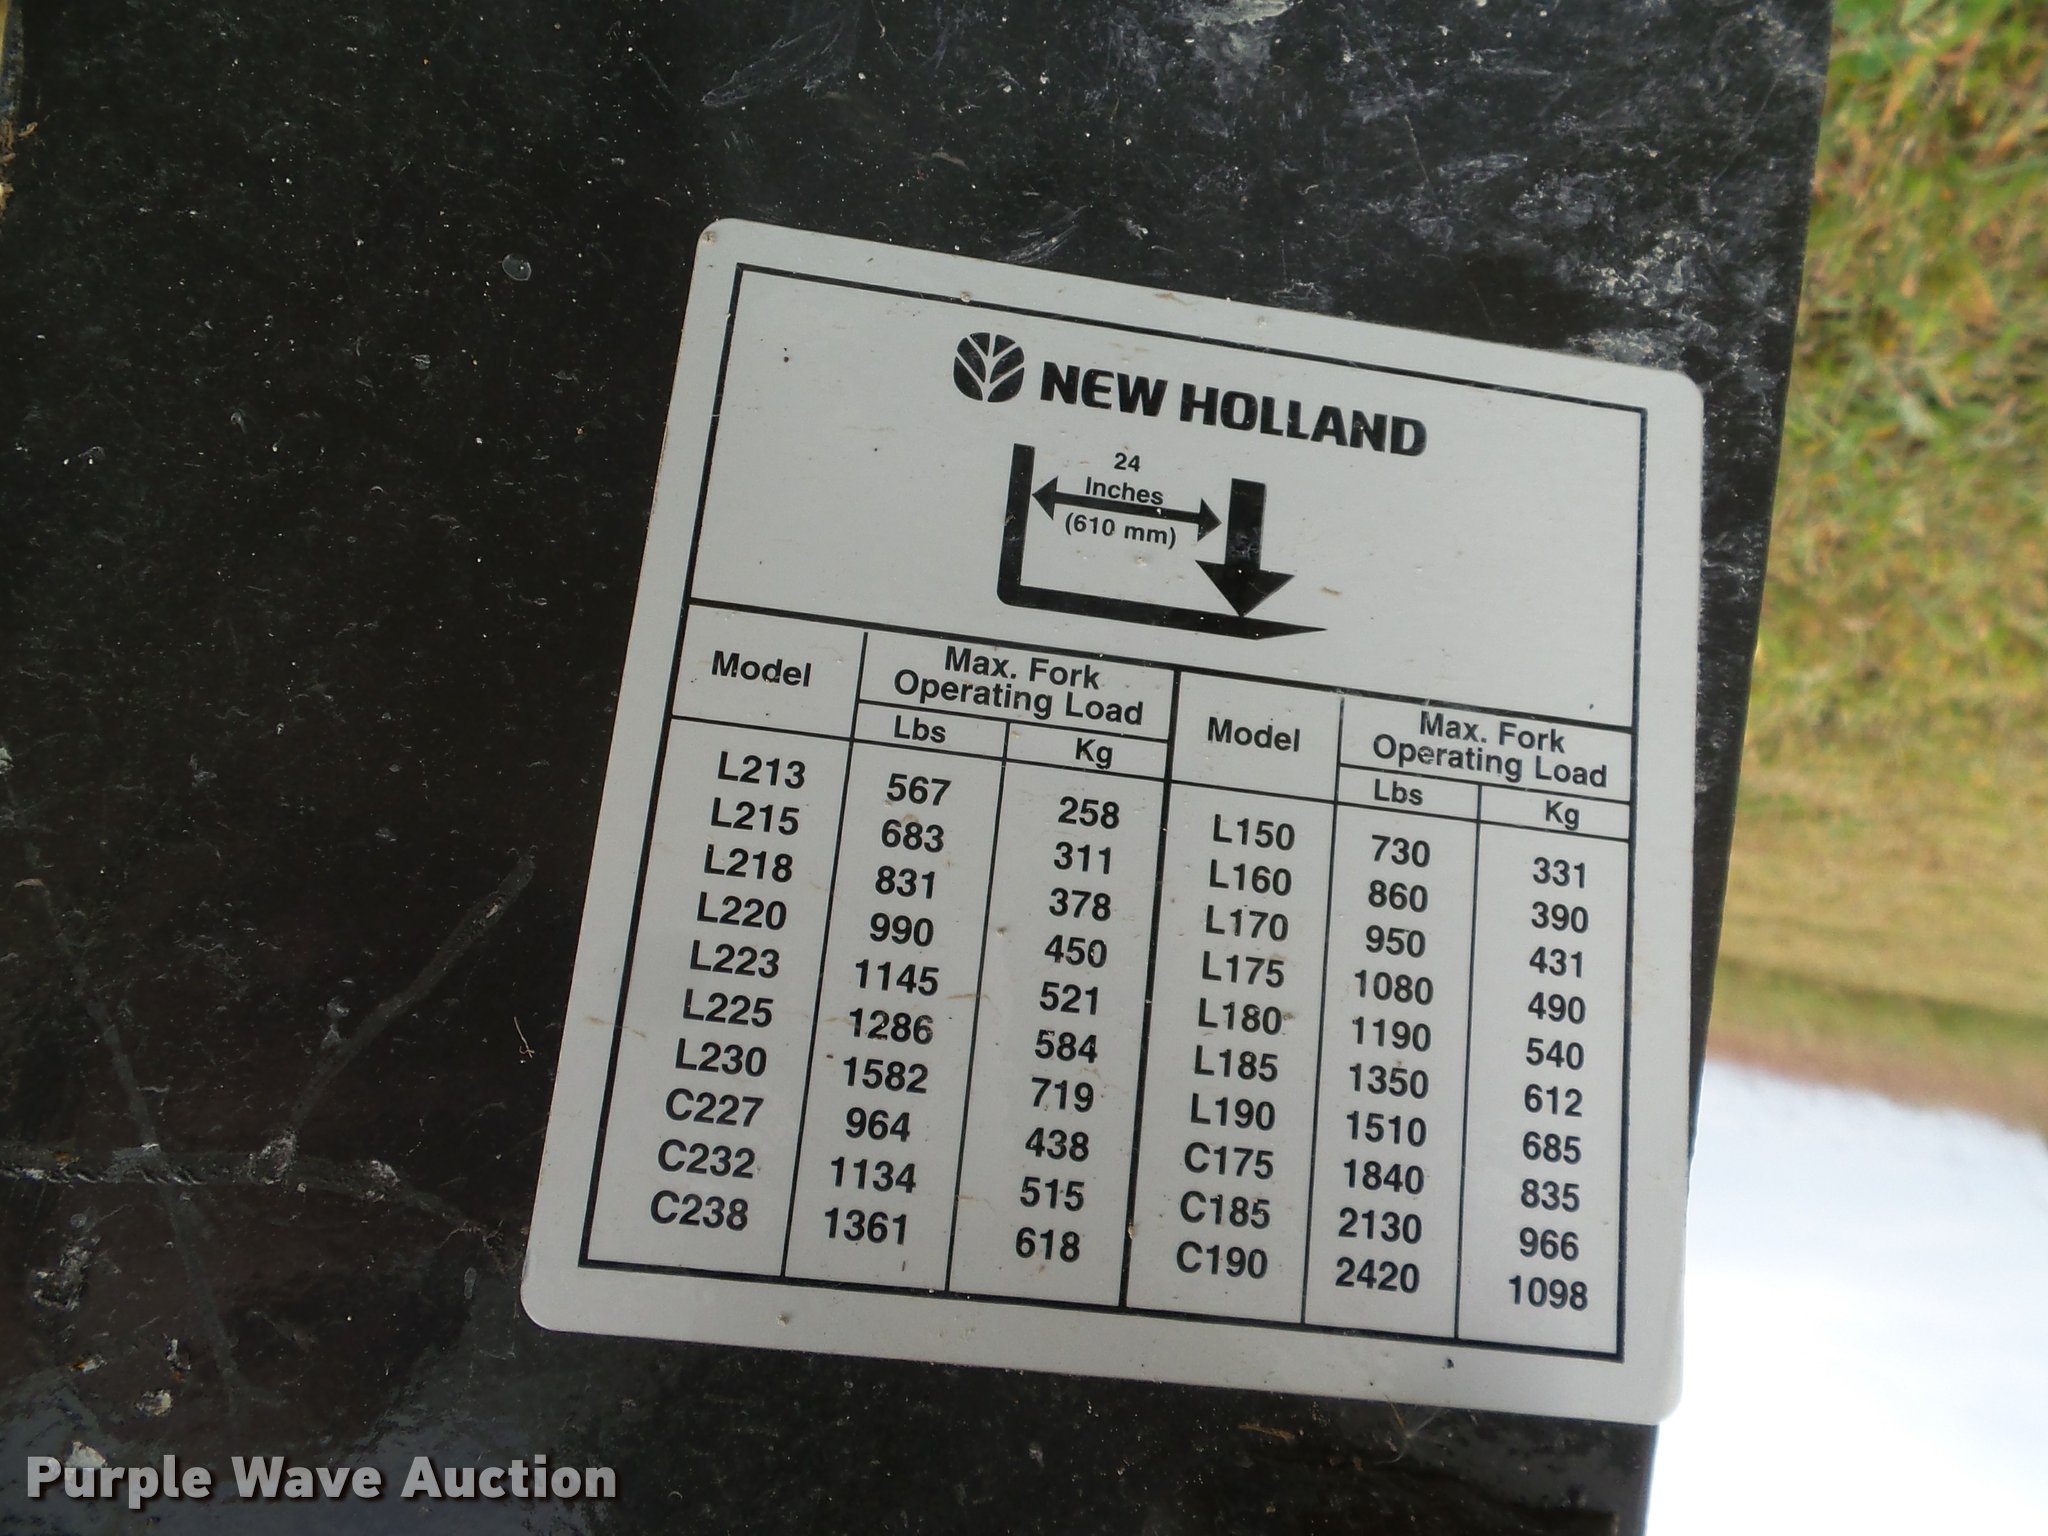 NEW HOLLAND
24
Inches
(610 mm)
Model Max. Fork Operating Load Model Max. Fork Operating Load
Lbs Kg Lbs Kg
L213 567 258 L150 730 331
L215 683 311 L160 860 390
L218 831 378 L170 950 431
L220 990 450 L175 1080 490
L223 1145 521 L180 1190 540
L225 1286 584 L185 1350 612
L230 1582 719 L190 1510 685
C227 964 438 C175 1840 835
C232 1134 515 C185 2130 966
C238 1361 618 C190 2420 1098
Purple Wave Auction